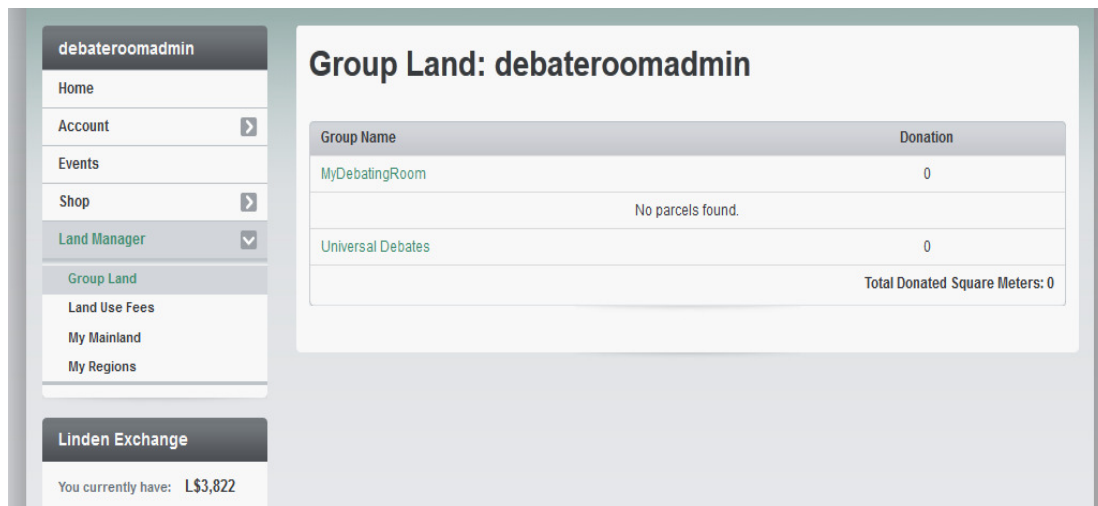 debateroomadmin
Home
Account
Events
Shop
Land Manager
Group Land
Land Use Fees
My Mainland
My Regions
Linden Exchange
You currently have: L$3,822
Group Land: debateroomadmin
Group Name Donation
MyDebatingRoom 0
No parcels found.
Universal Debates 0
Total Donated Square Meters: 0